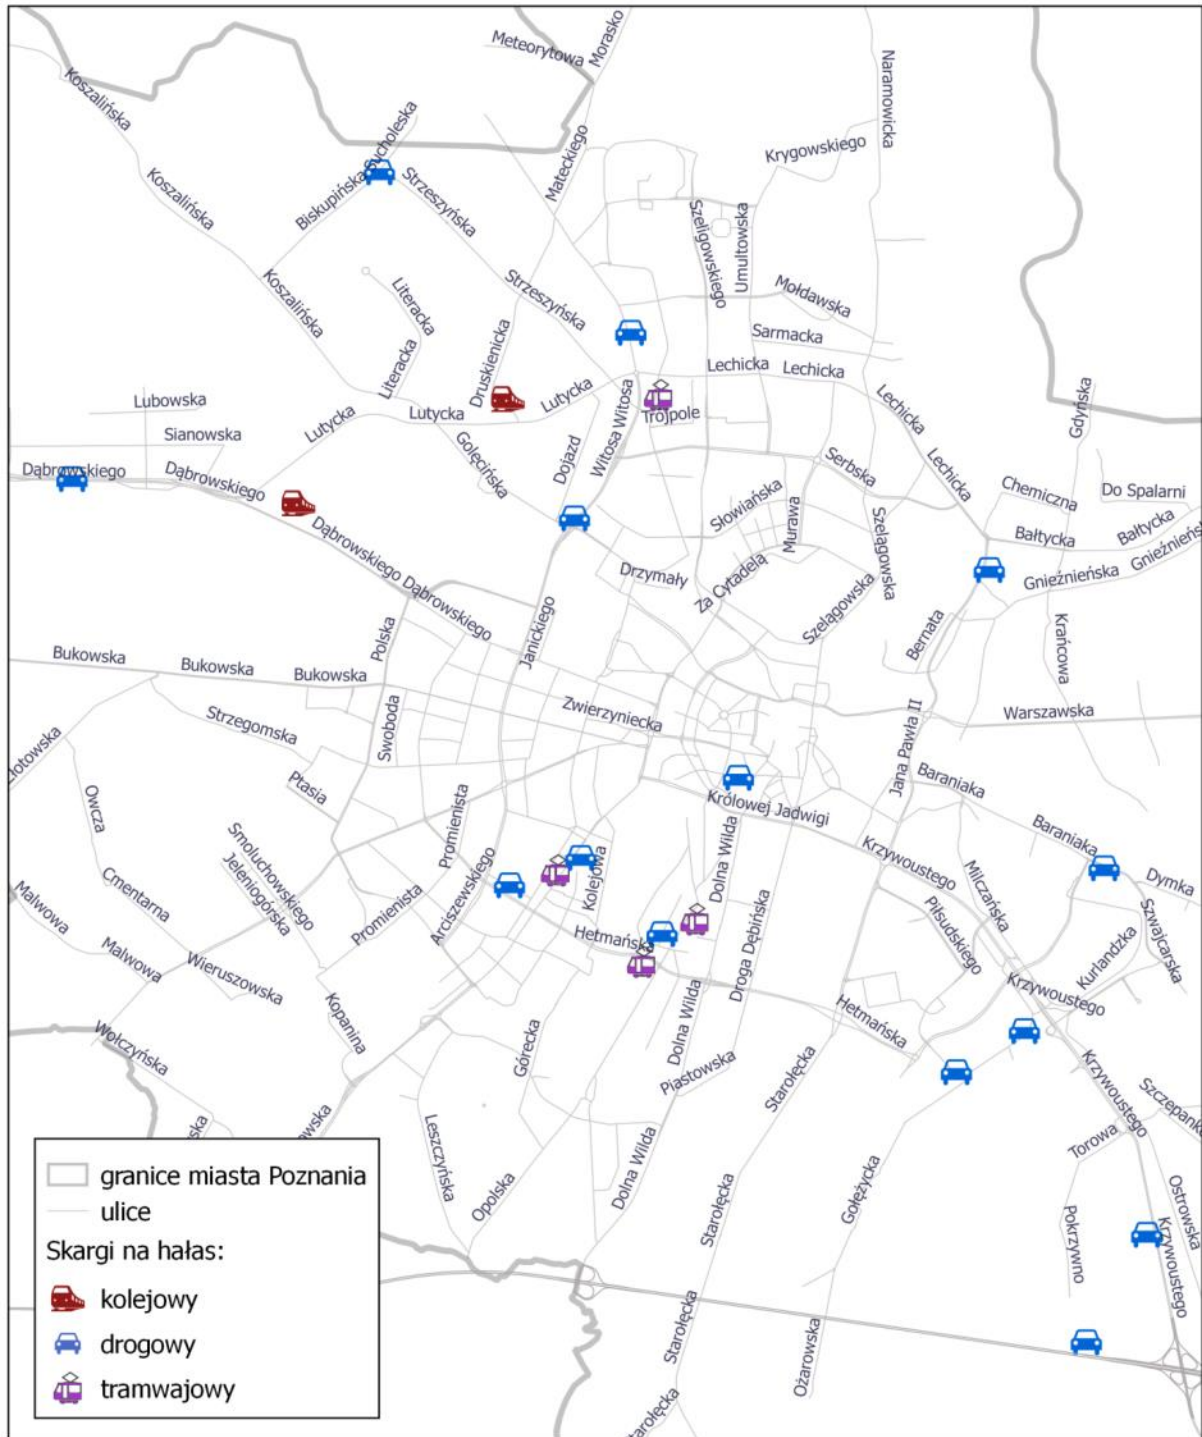 Meteorytowa
Morasko
Naramowicka
Koszalińska
Sucholeska
Biskupińska
Strzeszyńska
Mateckiego
Krygowskiego
Koszalińska
Szeligowskiego
Umultowska
Koszalińska
Literacka
Strzeszyńska
Mołdawska
Druskienicka
Sarmacka
Literacka
Lechicka
Lechicka
Lubowska
Lutycka
Lutycka
Lutycka
Witosa
Witosa
Trójpole
Lechicka
Gdyńska
Sianowska
Dąbrowskiego
Dąbrowskiego
Golęcińska
Dojazd
Serbska
Lechicka
Chemiczna
Do Spalarni
Słowiańska
Murawa
Szelągowska
Bałtycka
Bałtycka
Dąbrowskiego
Dąbrowskiego
Drzymały
Za Cytadelą
Gnieźnieńska
Szelągowska
Janickiego
Bernata
Krańcowa
Polska
Bukowska
Bukowska
Bukowska
Strzegomska
Swoboda
Zwierzyniecka
Jana Pawła II
Warszawska
Owcza
Ptasia
Promienista
Królowej Jadwigi
Baraniaka
Baraniaka
Smoluchowskiego
Jeleniogórska
Arciszewskiego
Kolejowa
Dolna Wilda
Krzywoustego
Milczańska
Dymka
Cmentarna
Malwowa
Promienista
Piłsudskiego
Szwajcarska
Malwowa
Wieruszowska
Hetmańska
Droga Dębińska
Kurlandzka
Krzywoustego
Kopanina
Górecka
Dolna Wilda
Hetmańska
Wołczyńska
Piastowska
Starołęcka
Krzywoustego
Szczepanka
Torowa
Leszczyńska
Opolska
Dolna Wilda
Starołęcka
Gołężycka
Ostrowska
Pokrzywno
Krzywoustego
Starołęcka
Ożarowska
granice miasta Poznania
ulice
Skargi na hałas:
kolejowy
drogowy
tramwajowy